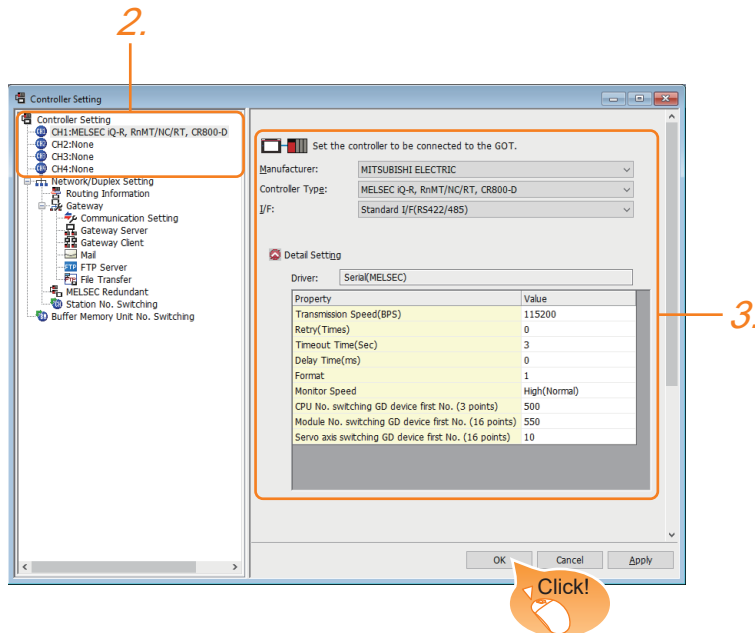 2.
Controller Setting
Controller Setting
CH1:MELSEC iQ-R, RnMT/NC/RT, CR800-D
CH2:None
CH3:None
CH4:None
Network/Duplex Setting
Routing Information
Gateway
Communication Setting
Gateway Server
Gateway Client
Mail
FTP FTP Server
File Transfer
MELSEC Redundant
Station No. Switching
Buffer Memory Unit No. Switching
Set the controller to be connected to the GOT.
Manufacturer: MITSUBISHI ELECTRIC
Controller Type: MELSEC iQ-R, RnMT/NC/RT, CR800-D
I/F: Standard I/F(RS422/485)
Detail Setting
Driver: Serial(MELSEC)
Property Value
Transmission Speed(BPS) 115200
Retry(Times) 0
Timeout Time(Sec) 3
Delay Time(ms) 0
Format 1
Monitor Speed High(Normal)
CPU No. switching GD device first No. (3 points) 500
Module No. switching GD device first No. (16 points) 550
Servo axis switching GD device first No. (16 points) 10
3.
OK Cancel Apply
Click!